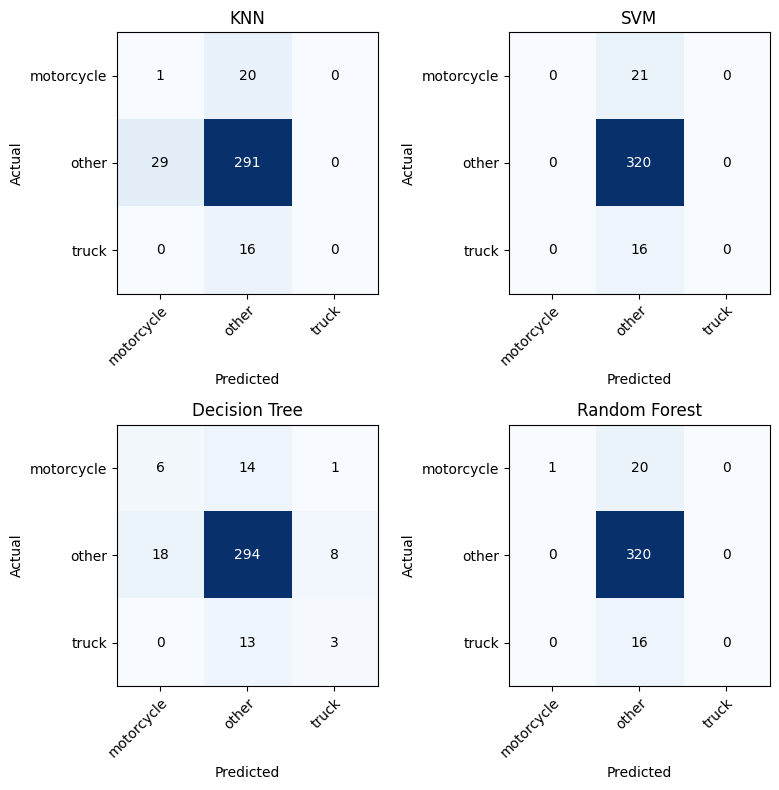 KNN
motorcycle 1 20 0
other 29 291 0
truck 0 16 0
motorcycle other truck
Predicted
Actual
SVM
motorcycle 0 21 0
other 0 320 0
truck 0 16 0
motorcycle other truck
Predicted
Actual
Decision Tree
motorcycle 6 14 1
other 18 294 8
truck 0 13 3
motorcycle other truck
Predicted
Actual
Random Forest
motorcycle 1 20 0
other 0 320 0
truck 0 16 0
motorcycle other truck
Predicted
Actual